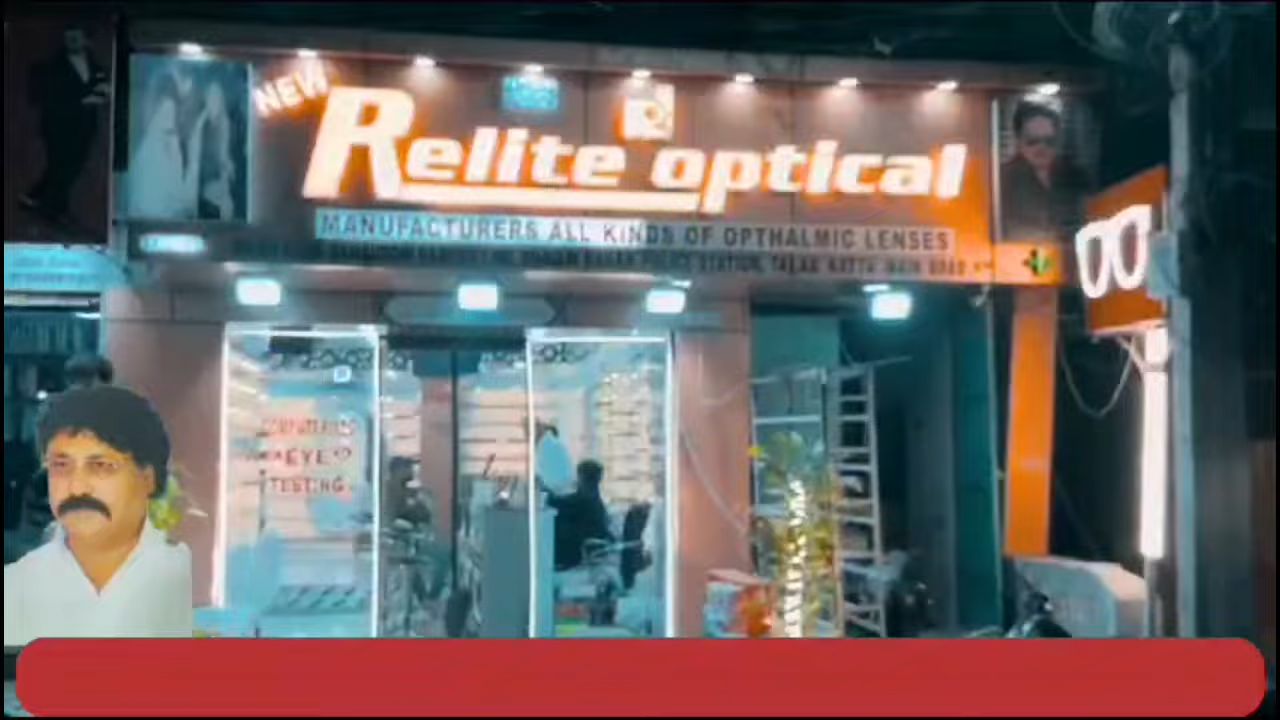 NEW
Relite optical
MANUFACTURERS ALL KINDS OF OPTHALMIC LENSES
POLICE STATION, TALAB KATTA MAIN ROAD
COMPUTERISED
EYE
TESTING